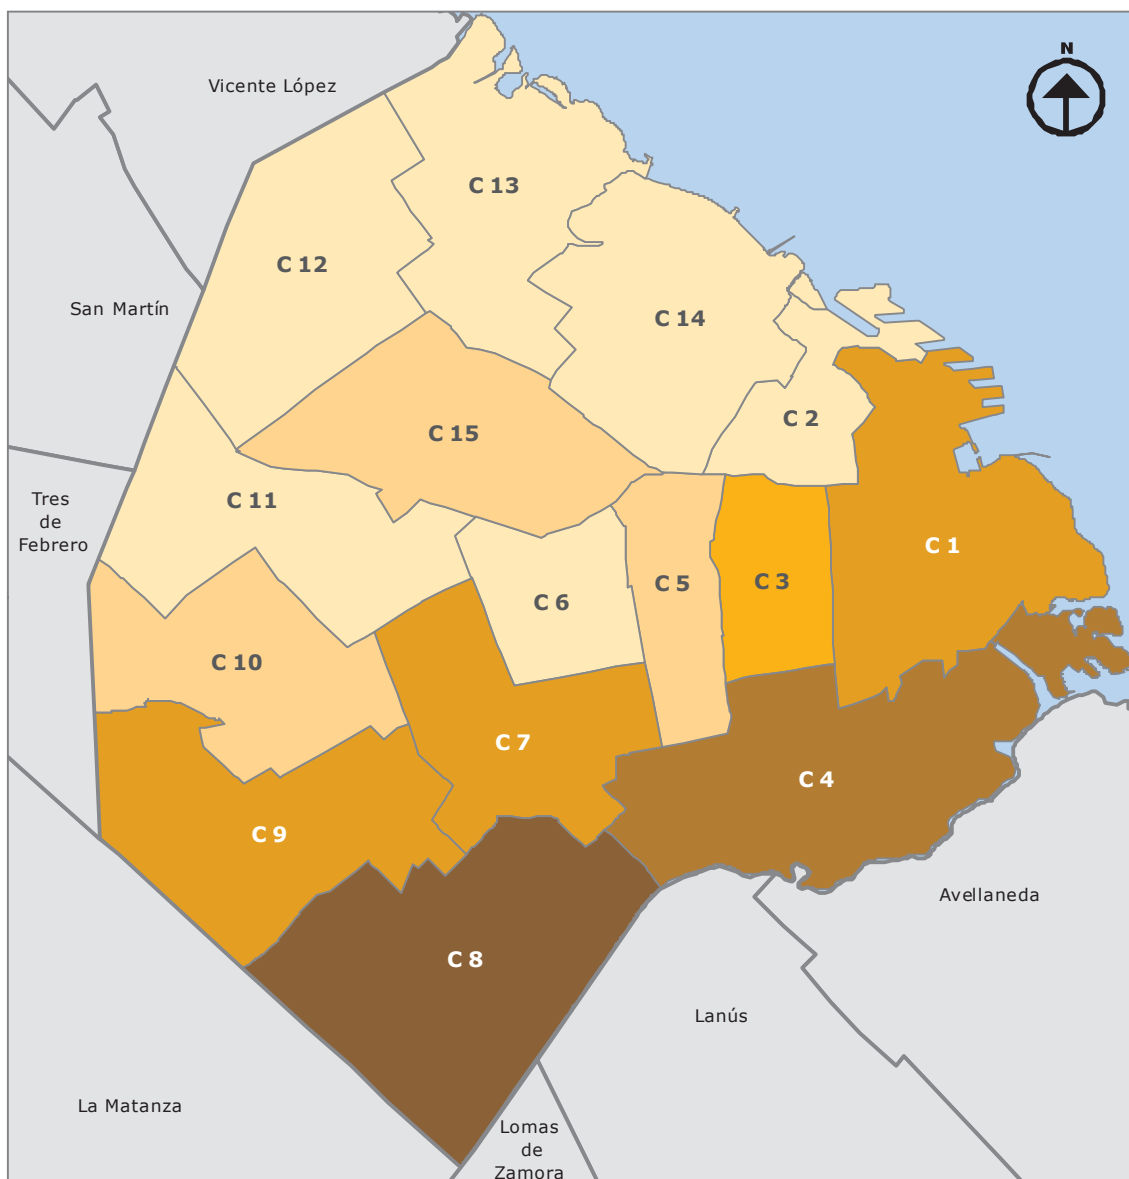 N
Vicente López
C 13
C 12
San Martín
C 14
C 2
C 15
Tres
de
Febrero
C 11
C 1
C 5
C 3
C 6
C 10
C 7
C 4
C 9
Avellaneda
C 8
Lanús
La Matanza
Lomas
de
Zamora